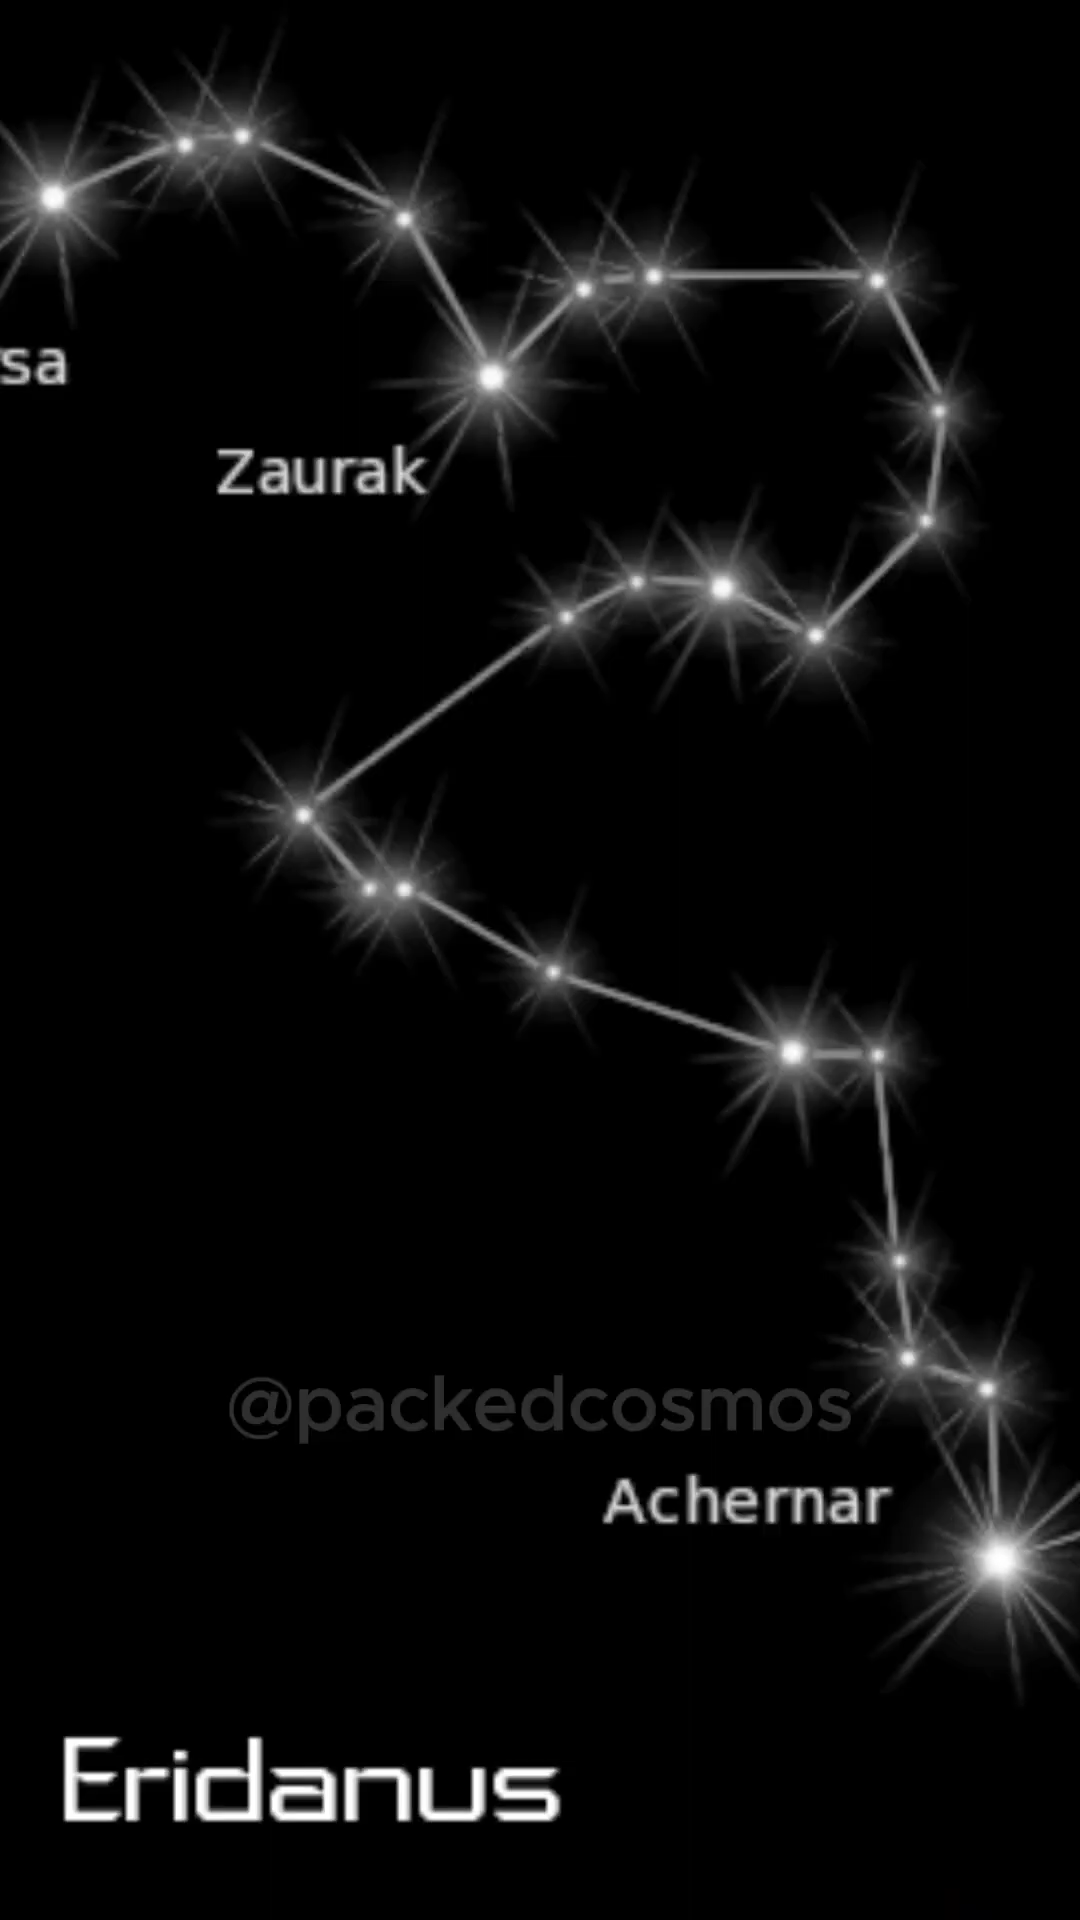 sa
Zaurak
@packedcosmos
Achernar
Eridanus